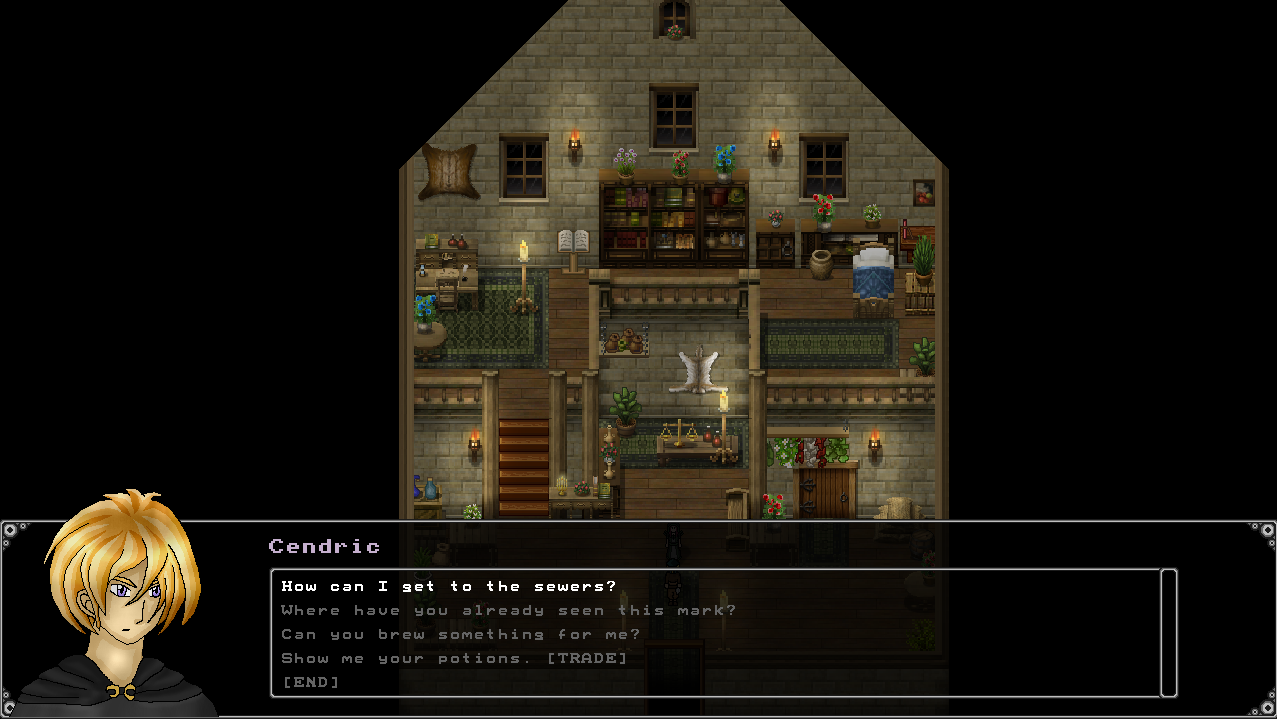 Cendric
How can I get to the sewers?
Where have you already seen this mark?
Can you brew something for me?
Show me your potions. [TRADE]
[END]